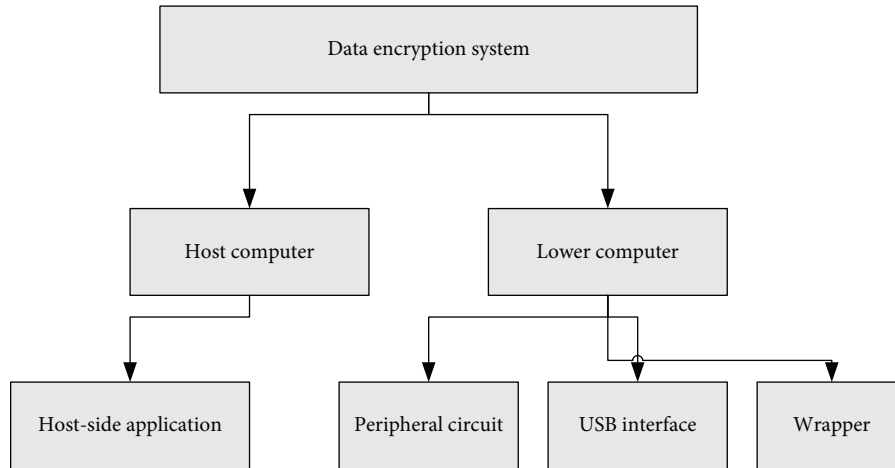 Data encryption system
Host computer
Lower computer
Host-side application
Peripheral circuit
USB interface
Wrapper